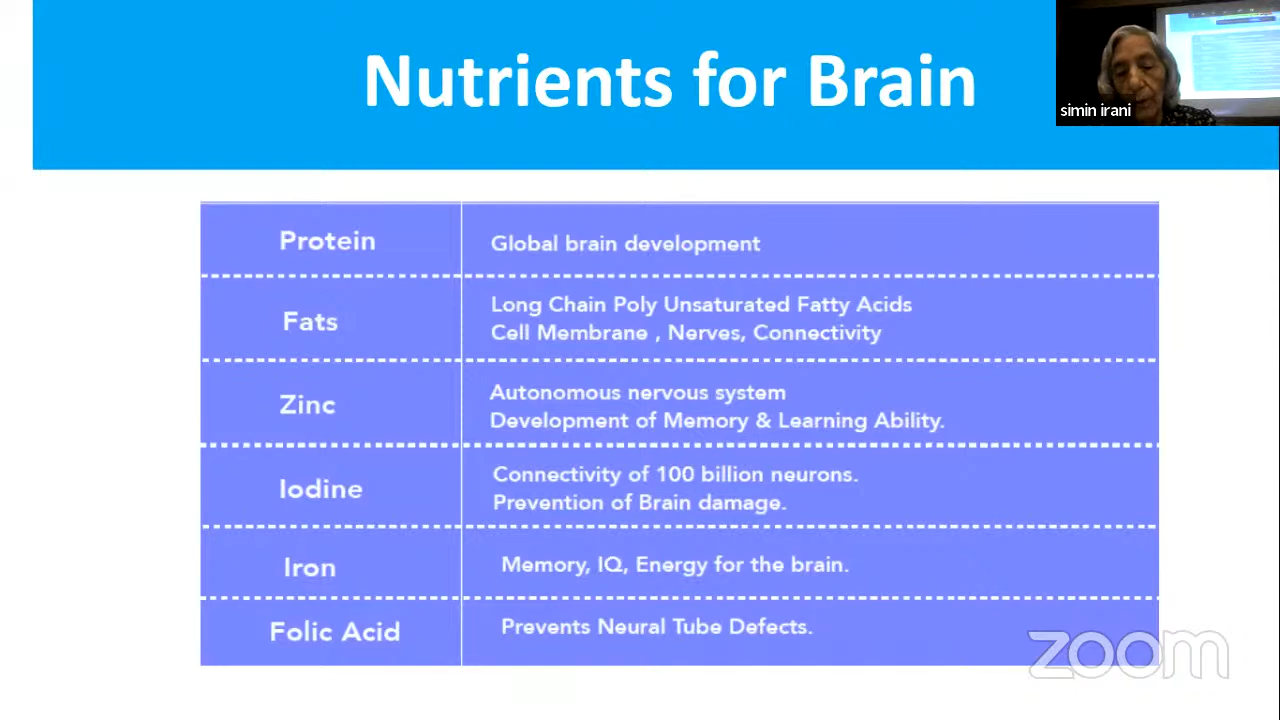 Nutrients for Brain
simin irani
Protein
Global brain development
Fats
Long Chain Poly Unsaturated Fatty Acids
Cell Membrane , Nerves, Connectivity
Zinc
Autonomous nervous system
Development of Memory & Learning Ability.
Iodine
Connectivity of 100 billion neurons.
Prevention of Brain damage.
Iron
Memory, IQ, Energy for the brain.
Folic Acid
Prevents Neural Tube Defects.
zoom